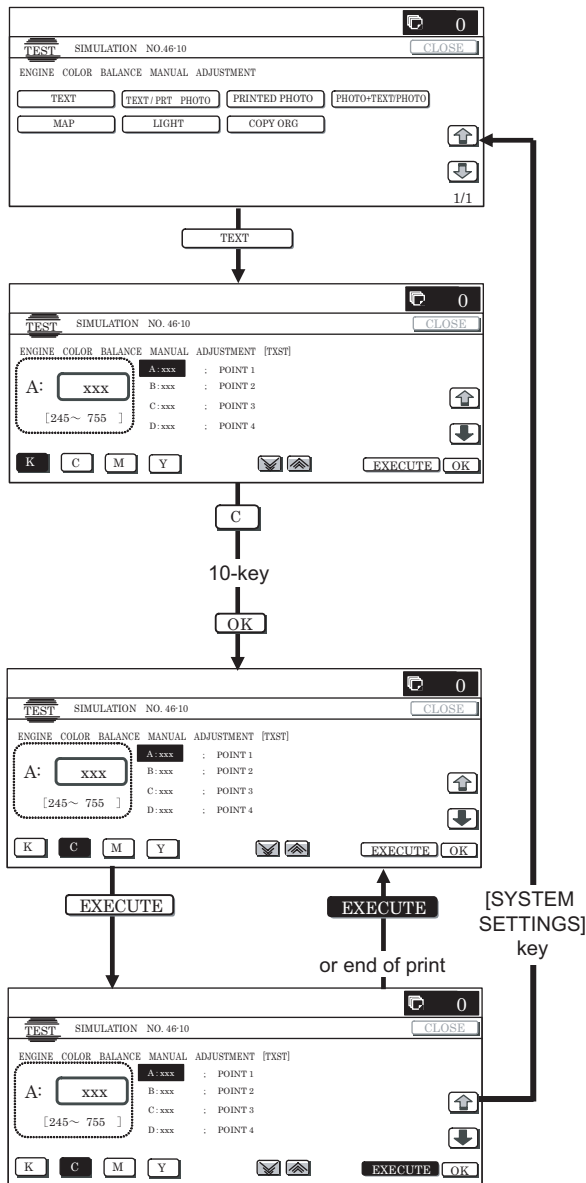 0
TEST SIMULATION NO.46-10 CLOSE
ENGINE COLOR BALANCE MANUAL ADJUSTMENT
TEXT TEXT / PRT PHOTO PRINTED PHOTO PHOTO+TEXT/PHOTO
MAP LIGHT COPY ORG
1/1
TEXT
0
TEST SIMULATION NO. 46-10 CLOSE
ENGINE COLOR BALANCE MANUAL ADJUSTMENT [TXST]
A: xxx
[245~ 755 ]
A : xxx ; POINT 1
B : xxx ; POINT 2
C : xxx ; POINT 3
D : xxx ; POINT 4
K C M Y EXECUTE OK
C
10-key
OK
0
TEST SIMULATION NO. 46-10 CLOSE
ENGINE COLOR BALANCE MANUAL ADJUSTMENT [TXST]
A: xxx
[245~ 755 ]
A : xxx ; POINT 1
B : xxx ; POINT 2
C : xxx ; POINT 3
D : xxx ; POINT 4
K C M Y EXECUTE OK
EXECUTE
EXECUTE
or end of print
[SYSTEM
SETTINGS]
key
0
TEST SIMULATION NO. 46-10 CLOSE
ENGINE COLOR BALANCE MANUAL ADJUSTMENT [TXST]
A: xxx
[245~ 755 ]
A : xxx ; POINT 1
B : xxx ; POINT 2
C : xxx ; POINT 3
D : xxx ; POINT 4
K C M Y EXECUTE OK